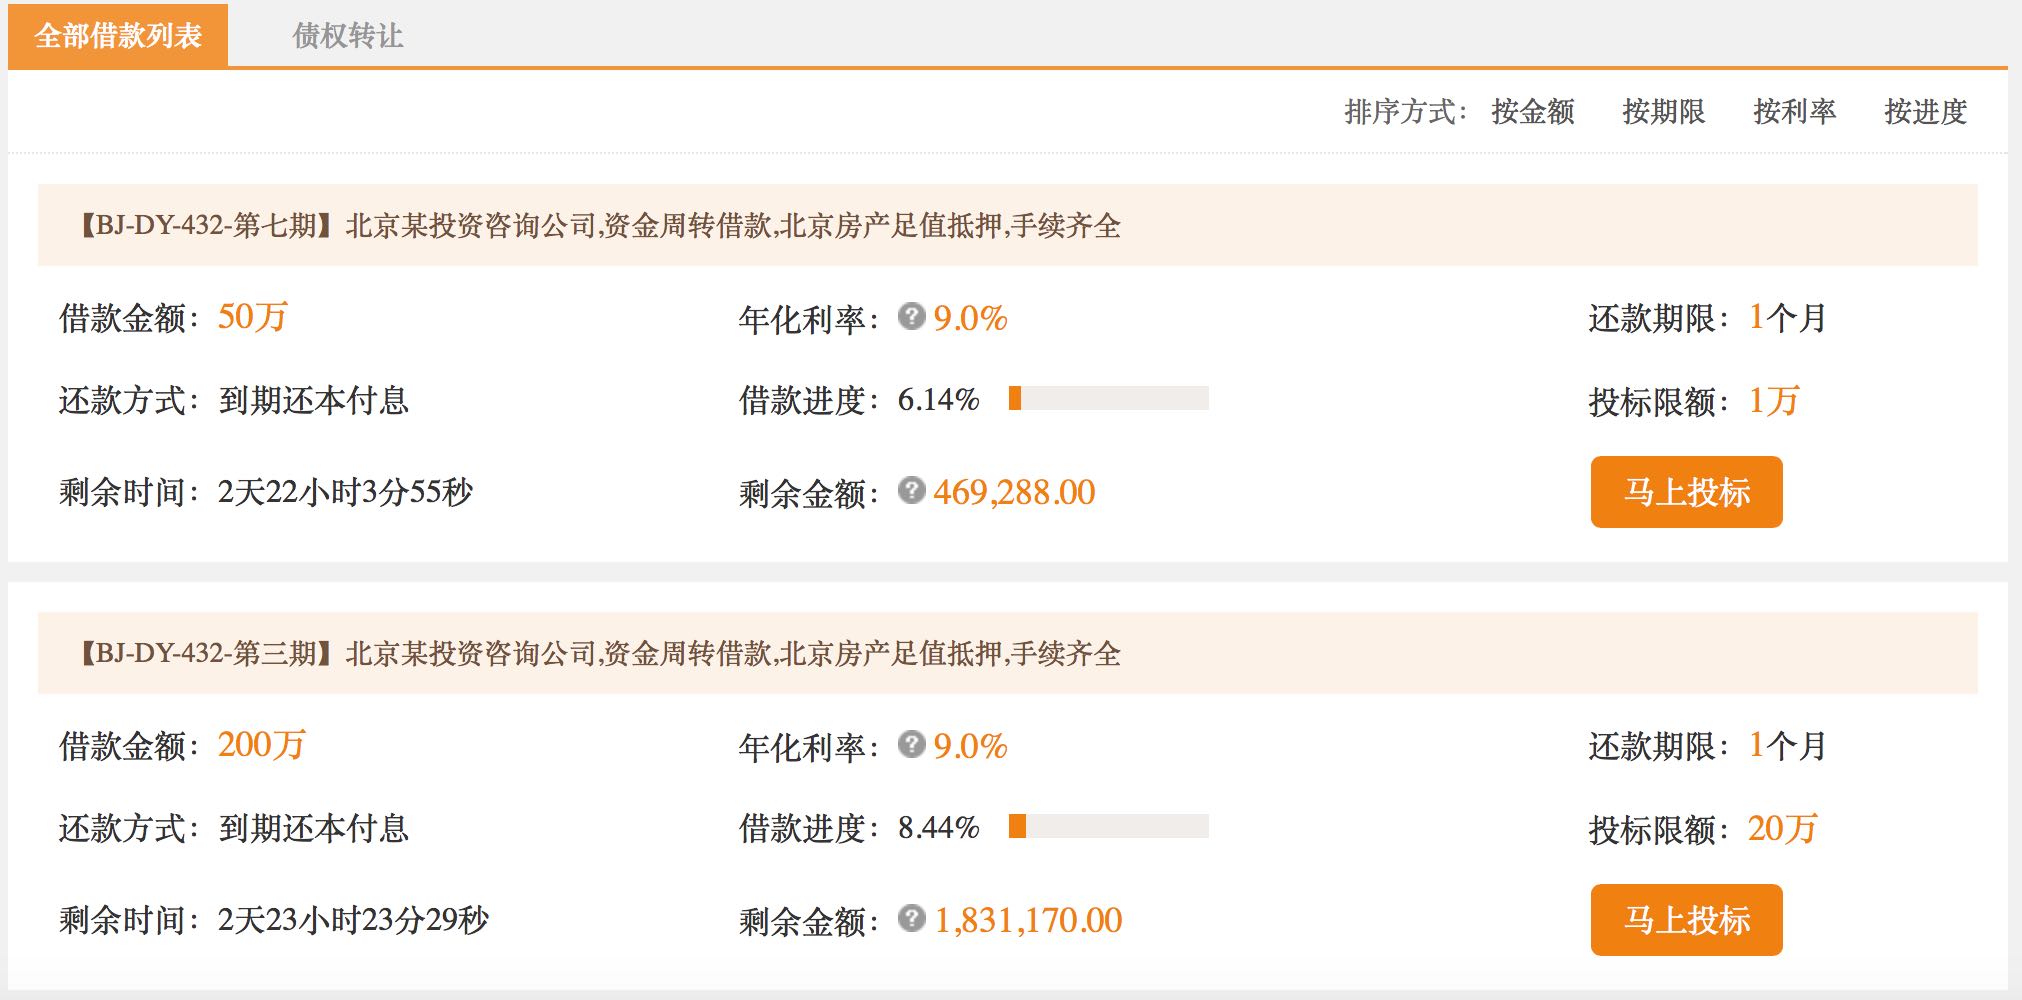 全部借款列表 债权转让
排序方式： 按金额 按期限 按利率 按进度
【BJ-DY-432-第七期】北京某投资咨询公司,资金周转借款,北京房产足值抵押,手续齐全
借款金额：50万 年化利率：? 9.0% 还款期限：1个月
还款方式：到期还本付息 借款进度：6.14% 投标限额：1万
剩余时间：2天22小时3分55秒 剩余金额：? 469,288.00 马上投标
【BJ-DY-432-第三期】北京某投资咨询公司,资金周转借款,北京房产足值抵押,手续齐全
借款金额：200万 年化利率：? 9.0% 还款期限：1个月
还款方式：到期还本付息 借款进度：8.44% 投标限额：20万
剩余时间：2天23小时23分29秒 剩余金额：? 1,831,170.00 马上投标